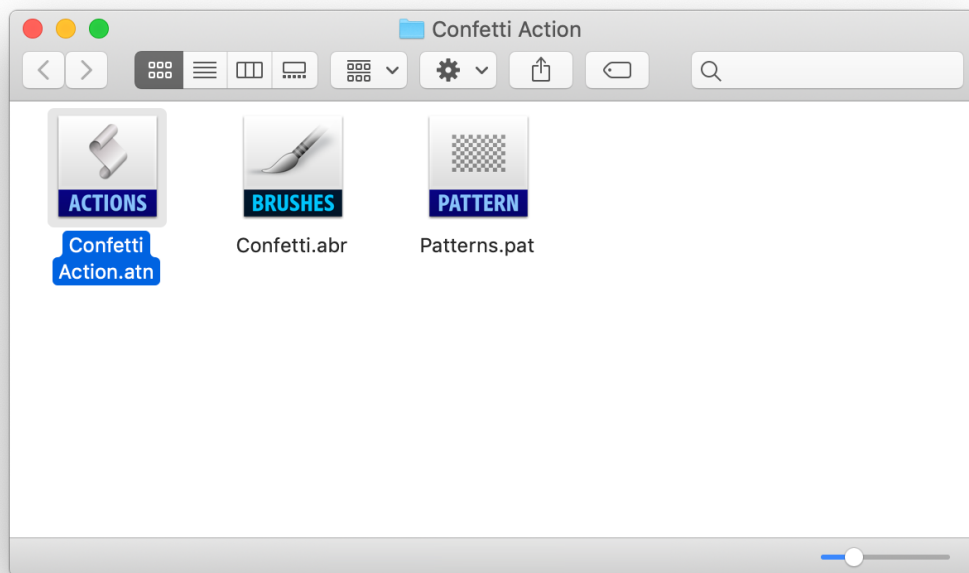 Confetti Action
ACTIONS
BRUSHES
PATTERN
Confetti
Action.atn
Confetti.abr
Patterns.pat